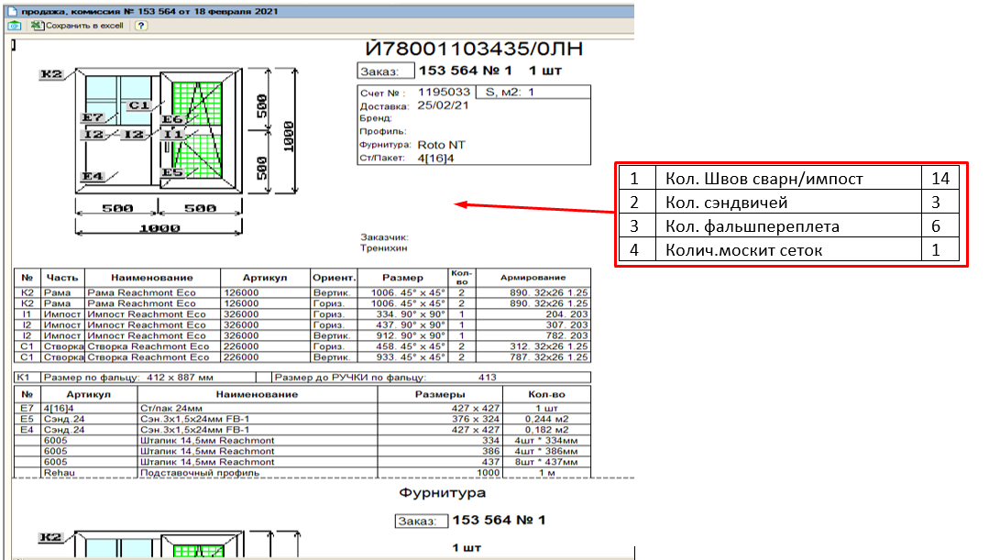 продажа, комиссия № 153 564 от 18 февраля 2021
Сохранить в excell ?
Й78001103435/0ЛН
Заказ: 153 564 № 1 1 шт
Счет № : 1195033 S, м2: 1
Доставка: 25/02/21
Бренд:
Профиль:
Фурнитура: Roto NT
Ст/Пакет: 4[16]4
K2
C1
E7 E6
I2 I2 I1
E4 E5
500
500
1000
500 500
1000
Заказчик:
Тренихин
1 Кол. Швов сварн/импост 14
2 Кол. сэндвичей 3
3 Кол. фальшпереплета 6
4 Колич.москит сеток 1
№ Часть Наименование Артикул Ориент. Размер Кол-во Армирование
K2 Рама Рама Reachmont Eco 126000 Вертик. 1006. 45° x 45° 2 890. 32x26 1.25
K2 Рама Рама Reachmont Eco 126000 Гориз. 1006. 45° x 45° 2 890. 32x26 1.25
I1 Импост Импост Reachmont Eco 326000 Гориз. 334. 90° x 90° 1 204. 203
I2 Импост Импост Reachmont Eco 326000 Гориз. 437. 90° x 90° 1 307. 203
I2 Импост Импост Reachmont Eco 326000 Вертик. 912. 90° x 90° 1 782. 203
C1 Створка Створка Reachmont Eco 226000 Гориз. 458. 45° x 45° 2 312. 32x26 1.25
C1 Створка Створка Reachmont Eco 226000 Вертик. 933. 45° x 45° 2 787. 32x26 1.25
K1 Размер по фальцу: 412 x 887 мм Размер до РУЧКИ по фальцу: 413
№ Артикул Наименование Размеры Кол-во
E7 4[16]4 Ст/пак 24мм 427 x 427 1 шт
E5 Сэнд.24 Сэн.3x1,5x24мм FB-1 376 x 324 0,244 м2
E4 Сэнд.24 Сэн.3x1,5x24мм FB-1 427 x 427 0,182 м2
6005 Штапик 14,5мм Reachmont 334 4шт * 334мм
6005 Штапик 14,5мм Reachmont 386 4шт * 386мм
6005 Штапик 14,5мм Reachmont 437 8шт * 437мм
Rehau Подставочный профиль 1000 1 м
Фурнитура
Заказ: 153 564 № 1
K2
1 шт